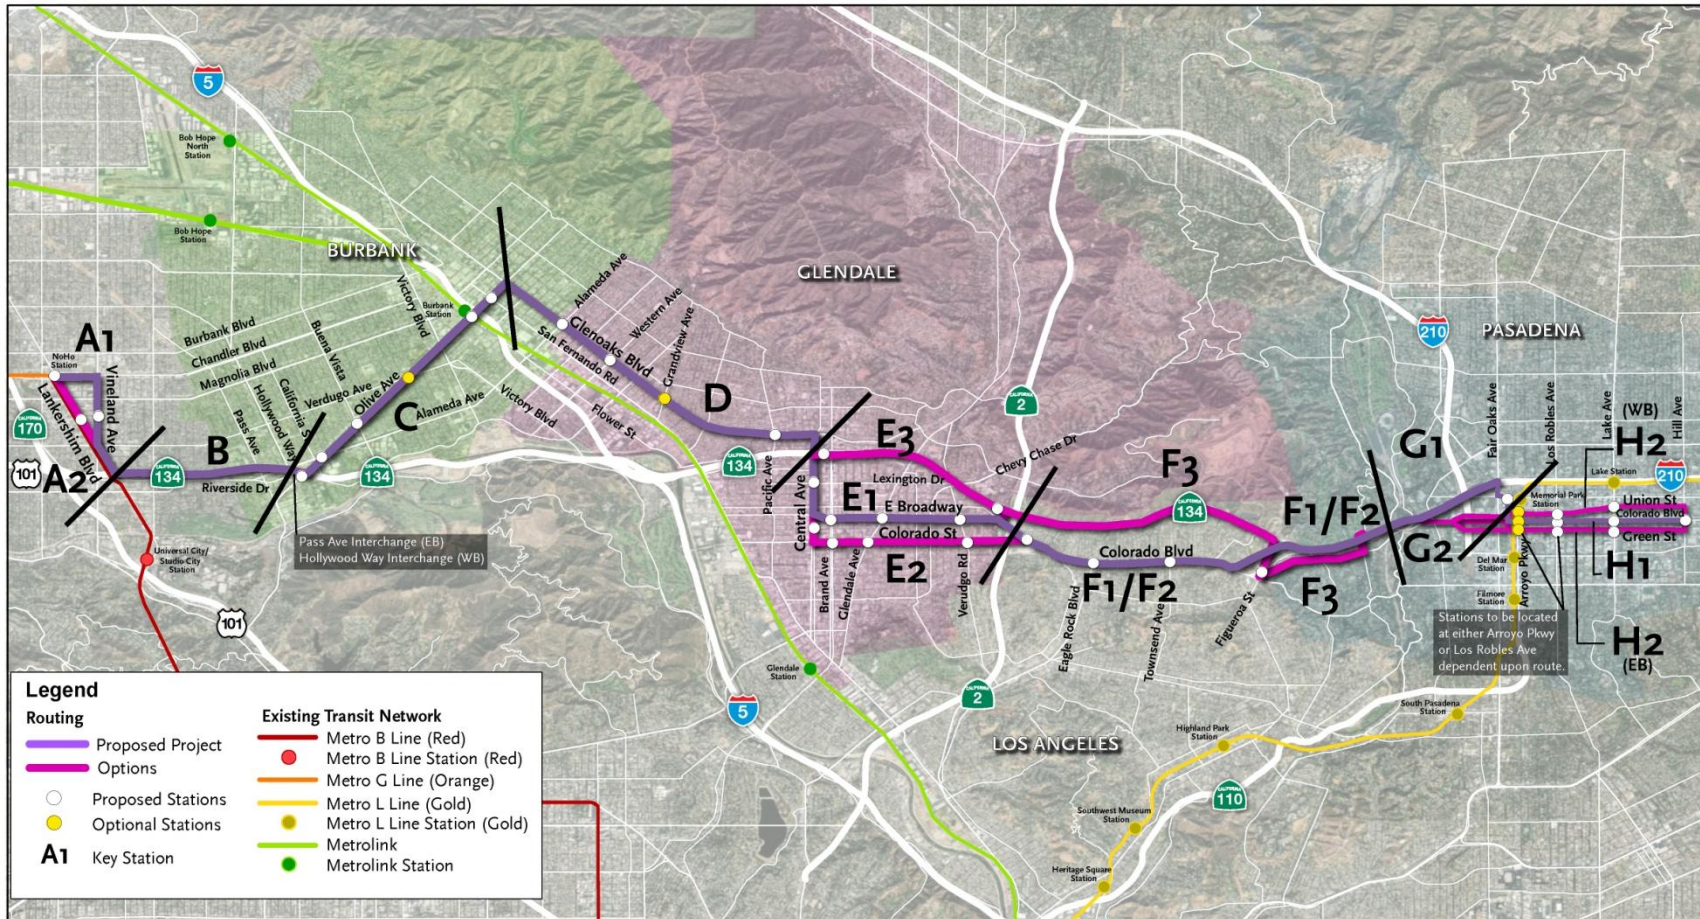 5
Bob Hope
North
Station
Bob Hope
Station
BURBANK
GLENDALE
PASADENA
LOS ANGELES
Burbank
Station
Victory Blvd
Alameda Ave
Western Ave
Grandview Ave
Glenoaks Blvd
San Fernando Rd
Flower St
Victory Blvd
Burbank Blvd
Chandler Blvd
Magnolia Blvd
Buena Vista
California St
Hollywood Way
Pass Ave
Verdugo Ave
Olive Ave
Alameda Ave
A1
NoHo
Station
Vineland Ave
Lankershim Blvd
CALIFORNIA
170
101
A2
B
CALIFORNIA
134
Riverside Dr
C
CALIFORNIA
134
D
CALIFORNIA
134
Pass Ave Interchange (EB)
Hollywood Way Interchange (WB)
Universal City/
Studio City
Station
101
Pacific Ave
Central Ave
E3
Lexington Dr
Chevy Chase Dr
E1
E Broadway
Colorado St
E2
Brand Ave
Glendale Ave
Verudgo Rd
CALIFORNIA
2
F3
CALIFORNIA
134
F1/F2
Colorado Blvd
F1/F2
F3
Eagle Rock Blvd
Townsend Ave
Figueroa St
G1
G2
210
Fair Oaks Ave
Los Robles Ave
Lake Ave
Hill Ave
(WB)
H2
Lake Station
210
Memorial Park
Station
Union St
Colorado Blvd
Green St
Del Mar
Station
Arroyo Pkwy
H1
Filmore
Station
Stations to be located
at either Arroyo Pkwy
or Los Robles Ave
dependent upon route.
H2
(EB)
Glendale
Station
5
CALIFORNIA
2
South Pasadena
Station
Highland Park
Station
CALIFORNIA
110
Southwest Museum
Station
Heritage Square
Station
Legend
Routing
Proposed Project
Options
Proposed Stations
Optional Stations
A1 Key Station
Existing Transit Network
Metro B Line (Red)
Metro B Line Station (Red)
Metro G Line (Orange)
Metro L Line (Gold)
Metro L Line Station (Gold)
Metrolink
Metrolink Station